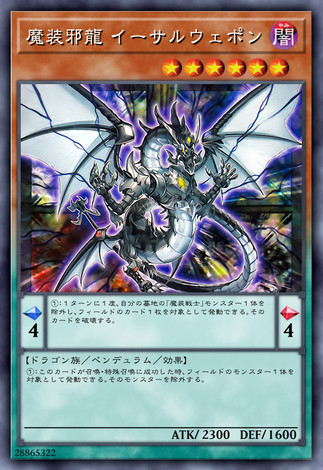 魔装邪龍 イーサルウェポン
闇
やみ
①:1ターンに1度、自分の墓地の「魔装戦士」モンスター1体
を除外し、フィールドのカード1枚を対象として発動できる。その
カードを破壊する。
4
4
【ドラゴン族/ペンデュラム/効果】
①:このカードが召喚・特殊召喚に成功した時、フィールドのモンスター1体を
対象として発動できる。そのモンスターを除外する。
ATK/2300 DEF/1600
28865322